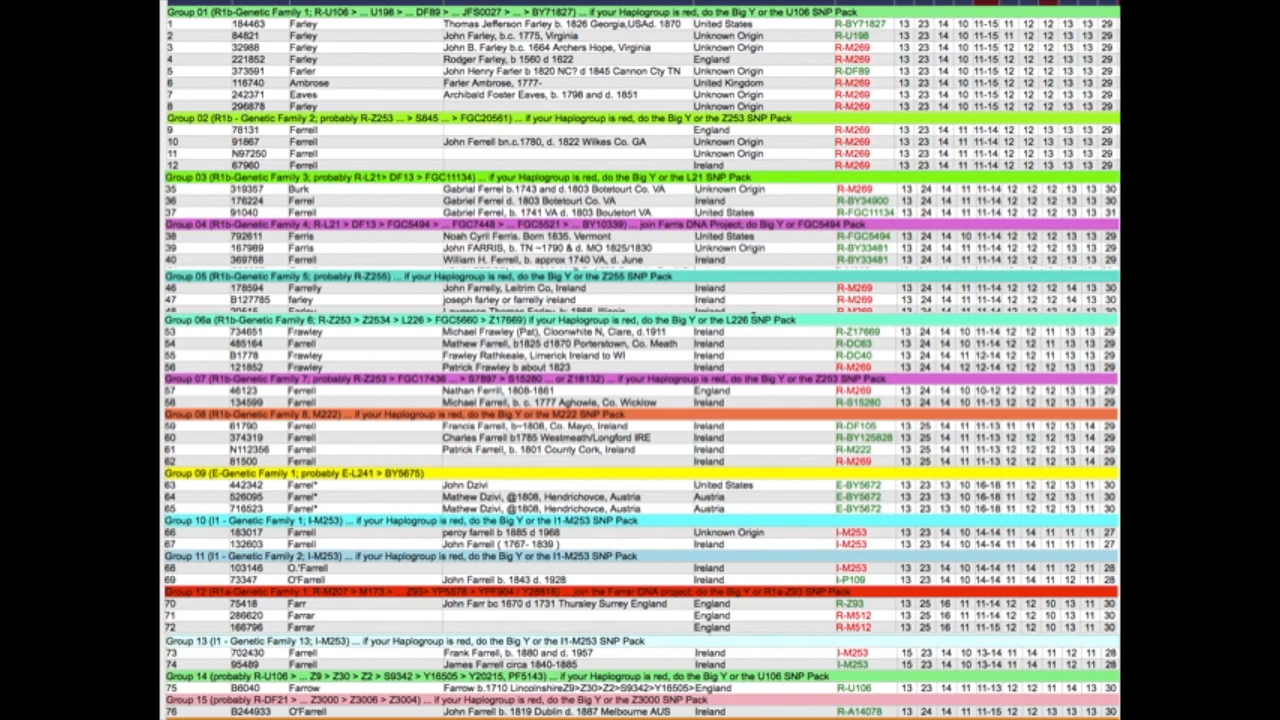 Group 01 (R1b-Genetic Family 1; R-U106 > ... U198 > ... DF89 > ... JFS0027 > ... > BY71827) ... if your Haplogroup is red, do the Big Y or the U106 SNP Pack
1 184463 Farley Thomas Jefferson Farley b. 1826 Georgia,USAd. 1870 United States R-BY71827 13 23 14 10 11-15 11 12 12 13 13 29
2 84821 Farley John Farley, b.c. 1775, Virginia Unknown Origin R-U198 13 23 14 10 11-15 11 12 12 13 13 29
3 32988 Farley John B. Farley b.c. 1664 Archers Hope, Virginia Unknown Origin R-M269 13 23 14 10 11-15 12 12 12 13 13 29
4 221852 Farley Rodger Farley, b 1560 d 1622 England R-M269 13 23 14 10 11-15 12 12 12 13 13 29
5 373591 Farler John Henry Farler b 1820 NC? d 1845 Cannon Cty TN Unknown Origin R-DF89 13 23 14 10 11-15 12 12 12 13 13 29
6 116740 Ambrose Farler Ambrose, 1777- United Kingdom R-M269 13 23 14 10 11-15 12 12 12 13 13 29
7 242371 Eaves Archibald Foster Eaves, b. 1798 and d. 1851 Unknown Origin R-M269 13 23 14 10 11-15 12 12 12 13 13 29
8 296878 Farley Unknown Origin R-M269 13 23 14 10 11-15 12 12 12 13 13 29
Group 02 (R1b - Genetic Family 2; probably R-Z253 ... > S845 ... > FGC20561) ... if your Haplogroup is red, do the Big Y or the Z253 SNP Pack
9 78131 Ferrell England R-M269 13 23 14 11 11-14 12 12 13 13 13 29
10 91867 Ferrell John Ferrell bn.c.1780, d. 1822 Wilkes Co. GA Unknown Origin R-M269 13 23 14 11 11-14 12 12 13 13 13 29
11 N97250 Ferrell Unknown Origin R-M269 13 23 14 11 11-14 12 12 13 13 13 29
12 67960 Ferrell Ireland R-M269 13 23 14 11 11-15 12 12 13 13 13 29
Group 03 (R1b-Genetic Family 3; probably R-L21> DF13 > FGC11134) ... if your Haplogroup is red, do the Big Y or the L21 SNP Pack
35 319357 Burk Gabriel Ferrel b.1743 and d.1803 Botetourt Co. VA Unknown Origin R-M269 13 24 14 11 11-14 12 12 12 13 13 30
36 176224 Ferrel Gabriel Ferrel d. 1803 Botetourt Co. VA Ireland R-BY34900 13 24 14 11 11-14 12 12 12 13 13 30
37 91040 Ferrell Gabriel Ferrel, b. 1741 VA d. 1803 Boutetort VA United States R-FGC11134 13 24 14 11 11-14 12 12 12 13 13 31
Group 04 (R1b-Genetic Family 4; R-L21 > DF13 > FGC5494 > ... > FGC7448 > ... FGC5521 ... > BY10339) ... join Farris DNA Project; do Big Y or FGC5494 Pack
38 792611 Ferris Noah Cyril Ferris. Born 1835. Vermont United States R-FGC5494 13 24 14 10 11-14 12 12 12 13 13 29
39 167989 Farris John FARRIS, b. TN ~1790 & d. MO 1825/1830 Unknown Origin R-BY33481 13 24 14 11 11-14 12 12 12 13 13 29
40 369768 Ferrell William H. Ferrell, b. approx 1740 VA, d. June Ireland R-BY33481 13 24 14 11 11-14 12 12 12 13 13 29
Group 05 (R1b-Genetic Family 5; probably R-Z255) ... if your Haplogroup is red, do the Big Y or the Z255 SNP Pack
46 178594 Farrelly John Farrelly, Leitrim Co, Ireland Ireland R-M269 13 24 14 11 11-14 12 12 12 13 13 29
47 B127785 farley joseph farley or farrelly ireland Ireland R-M269 13 24 14 11 11-15 12 12 12 14 13 30
Group 06a (R1b-Genetic Family 6; R-Z253 > Z2534 > L226 > FGC5660 > Z17669) if your Haplogroup is red, do the Big Y or the L226 SNP Pack
53 734651 Frawley Michael Frawley (Pat), Cloonwhite N, Clare, d.1911 Ireland R-Z17669 13 24 14 10 11-14 12 12 11 13 13 29
54 485164 Frawley Mathew Farrell, b1825 d1870 Porterstown, Co. Meath Ireland R-DC63 13 24 14 10 11-14 12 12 11 13 13 29
55 B1778 Frawley Frawley Rathkeale, Limerick Ireland to WI Ireland R-DC40 13 24 14 11 12-14 12 12 11 13 13 29
56 121852 Frawley Patrick Frawley b about 1823 Ireland R-M269 13 24 14 11 12-14 12 12 12 13 13 29
Group 07 (R1b-Genetic Family 7; probably R-Z253 > FGC17436 ... > S7897 > S15280 ... or Z18132) ... if your Haplogroup is red, do the Big Y or the Z253 SNP Pack
57 46123 Ferrell Nathan Ferrill, 1808-1861 England R-M269 13 24 14 10 10-12 12 12 12 13 13 29
58 134599 Farrell Michael Farrell, b. c. 1777 Aghowle, Co. Wicklow Ireland R-S15280 13 24 14 10 11-13 12 12 12 13 13 29
Group 08 (R1b-Genetic Family 8; M222) ... if your Haplogroup is red, do the Big Y or the M222 SNP Pack
59 61790 Farrell Francis Farrell, b~1808, Co. Mayo, Ireland Ireland R-DF105 13 25 14 11 11-13 11 11 12 13 14 29
60 374319 Farrell Charles Farrell b1785 Westmeath/Longford IRE Ireland R-BY125828 13 25 14 11 11-13 12 12 12 13 14 29
61 N112356 Farrell Patrick Farrell, b. 1801 County Cork, Ireland Ireland R-M222 13 25 14 11 11-13 12 12 12 13 14 29
62 81500 Ferrall Ireland R-M269 13 25 14 11 11-13 12 12 12 13 14 29
Group 09 (E-Genetic Family 1; probably E-L241 > BY5675)
63 442342 Farrel* John Dzivi United States E-BY5672 13 23 13 10 16-18 11 12 12 13 11 30
64 526095 Farrel* Mathew Dzivi, @1808, Hendrichovce, Austria Austria E-BY5672 13 23 13 10 16-18 11 12 12 13 11 30
65 716523 Farrel* Mathew Dzivi, @1808, Hendrichovce, Austria Austria E-BY5672 13 23 13 10 16-18 11 12 12 13 11 30
Group 10 (I1 - Genetic Family 1; I-M253) ... if your Haplogroup is red, do the Big Y or the I1-M253 SNP Pack
66 183017 Farrell percy farrell b 1885 d 1968 Unknown Origin I-M253 13 23 14 10 14-14 11 14 11 11 11 27
67 132603 Farrell John Farrell ( 1767- 1839 ) Ireland I-M253 13 23 14 10 14-14 11 14 11 11 11 27
Group 11 (I1 - Genetic Family 2; I-M253) ... if your Haplogroup is red, do the Big Y or the I1-M253 SNP Pack
68 103146 O.'Farrell Ireland I-M253 13 23 14 10 14-14 11 14 11 12 11 28
69 73347 O'Farrell John Farrell b. 1843 d. 1928 Ireland I-P109 13 23 14 10 14-14 11 14 11 12 11 28
Group 12 (R1a-Genetic Family 1; R-M207 > M173 > ... Z93> YP5578 > YPF904 / Y28818) ... join the Farrar DNA project; do Big Y or R1a-Z93 SNP Pack
70 75418 Farr John Farr bc 1670 d 1731 Thursley Surrey England England R-Z93 13 25 16 11 11-14 12 12 10 13 11 30
71 286620 Farrar England R-M512 13 25 16 11 11-14 12 12 10 13 11 30
72 166796 Farrar England R-M512 13 25 16 11 11-15 12 12 10 13 11 30
Group 13 (I1 - Genetic Family 13; I-M253) ... if your Haplogroup is red, do the Big Y or the I1-M253 SNP Pack
73 702430 Farrell Frank Farrell, b. 1880 and d. 1957 Ireland I-M253 15 23 14 10 13-14 11 14 11 12 11 28
74 95489 Farrell James Farrell circa 1840-1885 Ireland I-M253 15 23 14 10 13-14 11 14 11 12 11 28
Group 14 (probably R-U106 > ... Z9 > Z30 > Z2 > S9342 > Y16505 > Y20215, PF5143) ... if your Haplogroup is red, do the Big Y or the U106 SNP Pack
75 B6040 Farrow Farrow b.1710 LincolnshireZ9>Z30>Z2>S9342>Y16505> England R-U106 13 23 14 11 11-13 12 12 11 14 13 30
Group 15 (probably R-DF21 > ... Z3000 > Z3006 > Z3004) ... if your Haplogroup is red, do the Big Y or the Z3000 SNP Pack
76 B244933 O'Farrell John Farrell b. 1819 Dublin d. 1887 Melbourne AUS Ireland R-A14078 13 24 14 11 11-13 12 12 12 13 13 30